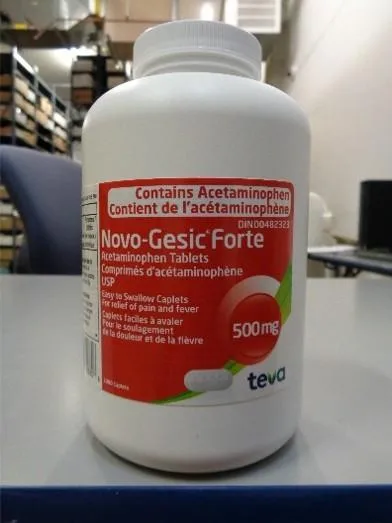 Contains Acetaminophen
Contient de l'acétaminophène
DIN00482323
Novo-Gesic Forte
Acetaminophen Tablets
Comprimés d'acétaminophène
USP
Easy to Swallow Caplets
For relief of pain and fever
Caplets faciles à avaler
Pour le soulagement
de la douleur et de la fièvre
500 mg
Caplets
teva